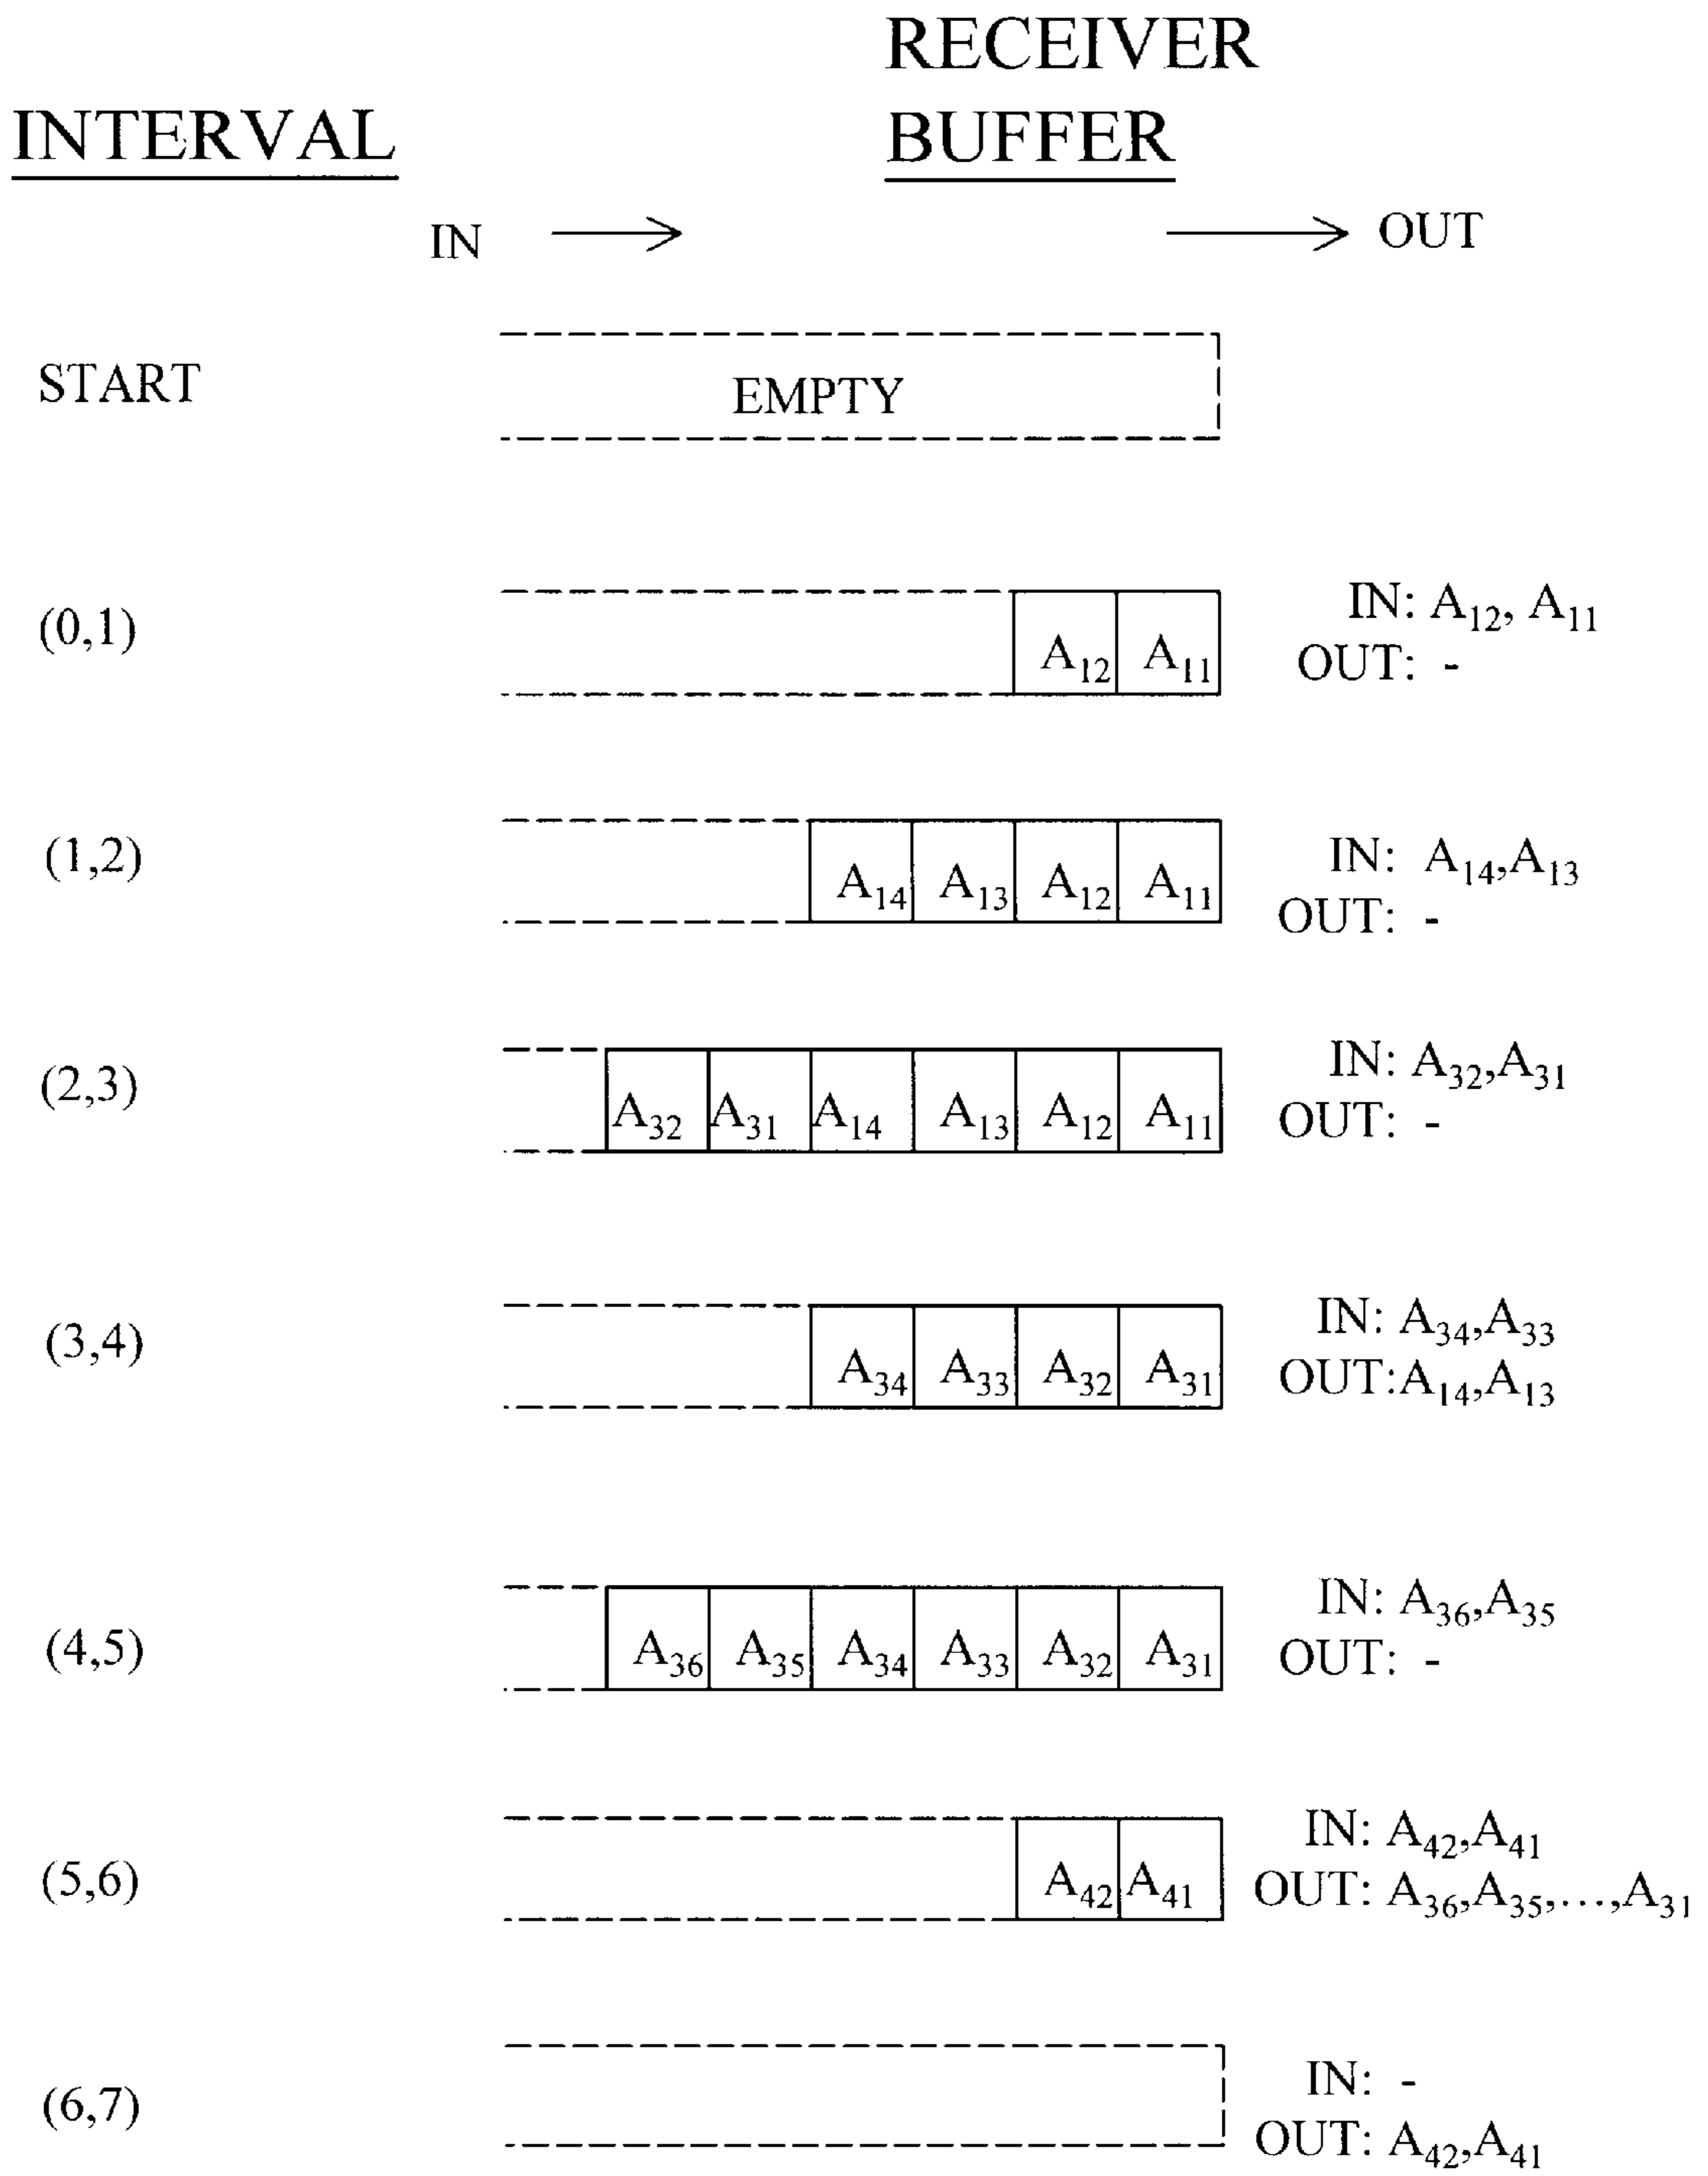 RECEIVER
INTERVAL BUFFER
IN OUT
START EMPTY
(0,1) A12 A11 IN: A12, A11
OUT: -
(1,2) A14 A13 A12 A11 IN: A14,A13
OUT: -
(2,3) A32 A31 A14 A13 A12 A11 IN: A32,A31
OUT: -
(3,4) A34 A33 A32 A31 IN: A34,A33
OUT:A14,A13
(4,5) A36 A35 A34 A33 A32 A31 IN: A36,A35
OUT: -
(5,6) A42 A41 IN: A42,A41
OUT: A36,A35,...,A31
(6,7) IN: -
OUT: A42,A41